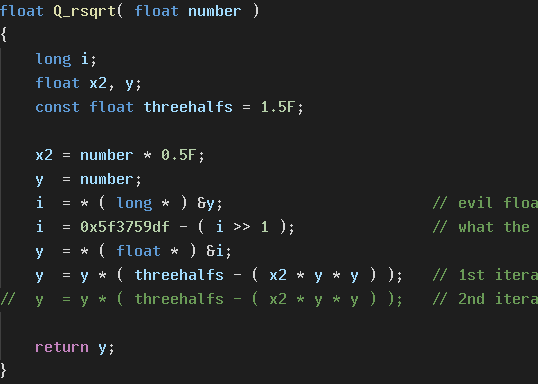 float Q_rsqrt( float number )
{
    long i;
    float x2, y;
    const float threehalfs = 1.5F;

    x2 = number * 0.5F;
    y  = number;
    i  = * ( long * ) &y;                       // evil floa
    i  = 0x5f3759df - ( i >> 1 );               // what the
    y  = * ( float * ) &i;
    y  = y * ( threehalfs - ( x2 * y * y ) );   // 1st itera
//  y  = y * ( threehalfs - ( x2 * y * y ) );   // 2nd itera

    return y;
}